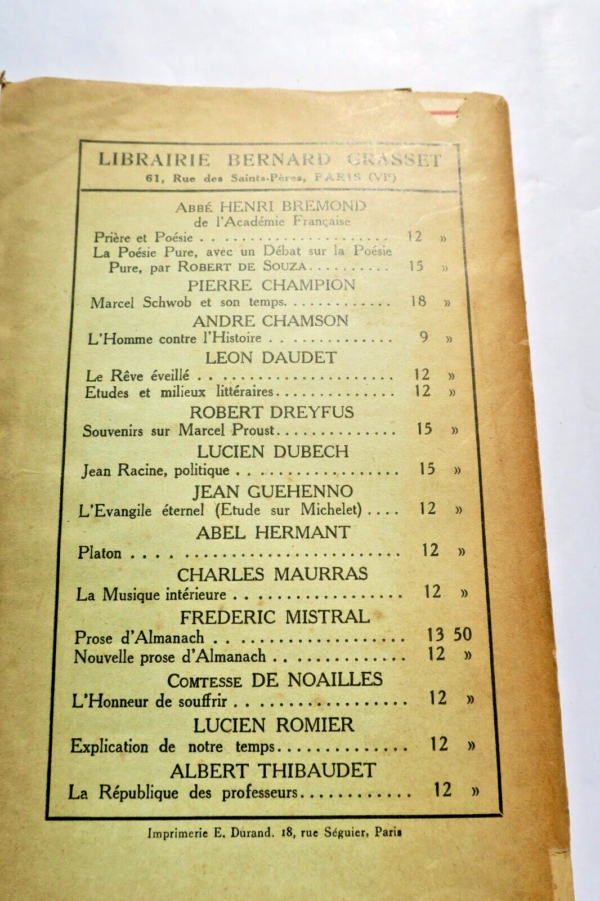 LIBRAIRIE BERNARD GRASSET
61, Rue des Saints-Pères, PARIS (VIe)
ABBÉ HENRI BREMOND
de l'Académie Française
Prière et Poésie . . . . . . . . . . . . . . . . . . . . . 12 »
La Poésie Pure, avec un Débat sur la Poésie
Pure, par ROBERT DE SOUZA.......... 15 »
PIERRE CHAMPION
Marcel Schwob et son temps............. 18 »
ANDRE CHAMSON
L'Homme contre l'Histoire . . ............ 9 »
LEON DAUDET
Le Rêve éveillé . . ...................... 12 »
Etudes et milieux littéraires.............. 12 »
ROBERT DREYFUS
Souvenirs sur Marcel Proust.............. 15 »
LUCIEN DUBECH
Jean Racine, politique . . ................ 15 »
JEAN GUEHENNO
L'Evangile éternel (Etude sur Michelet) .... 12 »
ABEL HERMANT
Platon .... ......................... 12 »
CHARLES MAURRAS
La Musique intérieure . . ................ 12 »
FREDERIC MISTRAL
Prose d'Almanach . . .................. 13 50
Nouvelle prose d'Almanach . . ............ 12 »
COMTESSE DE NOAILLES
L'Honneur de souffrir . . ................ 12 »
LUCIEN ROMIER
Explication de notre temps............... 12 »
ALBERT THIBAUDET
La République des professeurs............ 12 »
Imprimerie E. Durand. 18, rue Séguier, Paris